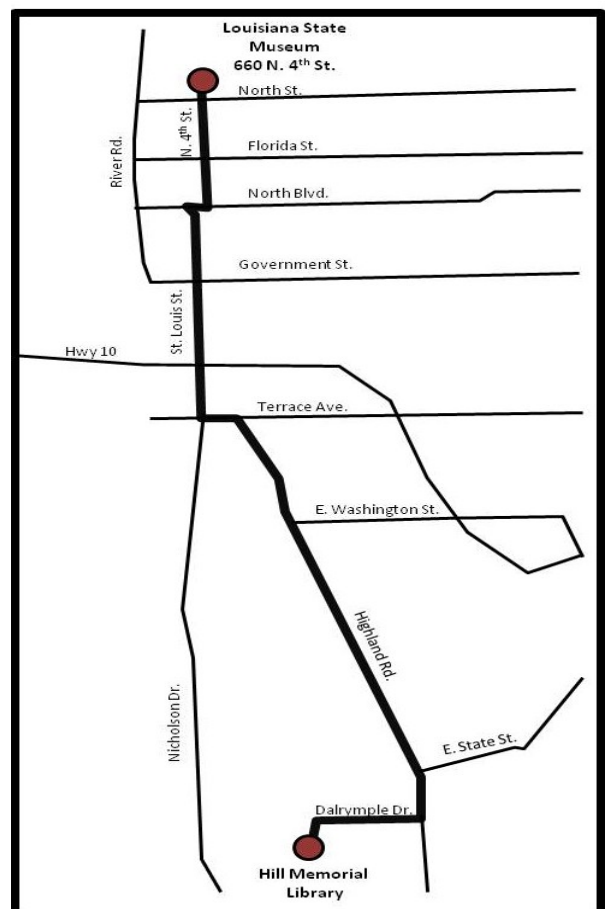 Louisiana State
Museum
660 N. 4th St.
North St.
N. 4th St.
River Rd.
Florida St.
North Blvd.
Government St.
St. Louis St.
Hwy 10
Terrace Ave.
E. Washington St.
Highland Rd.
Nicholson Dr.
E. State St.
Dalrymple Dr.
Hill Memorial
Library